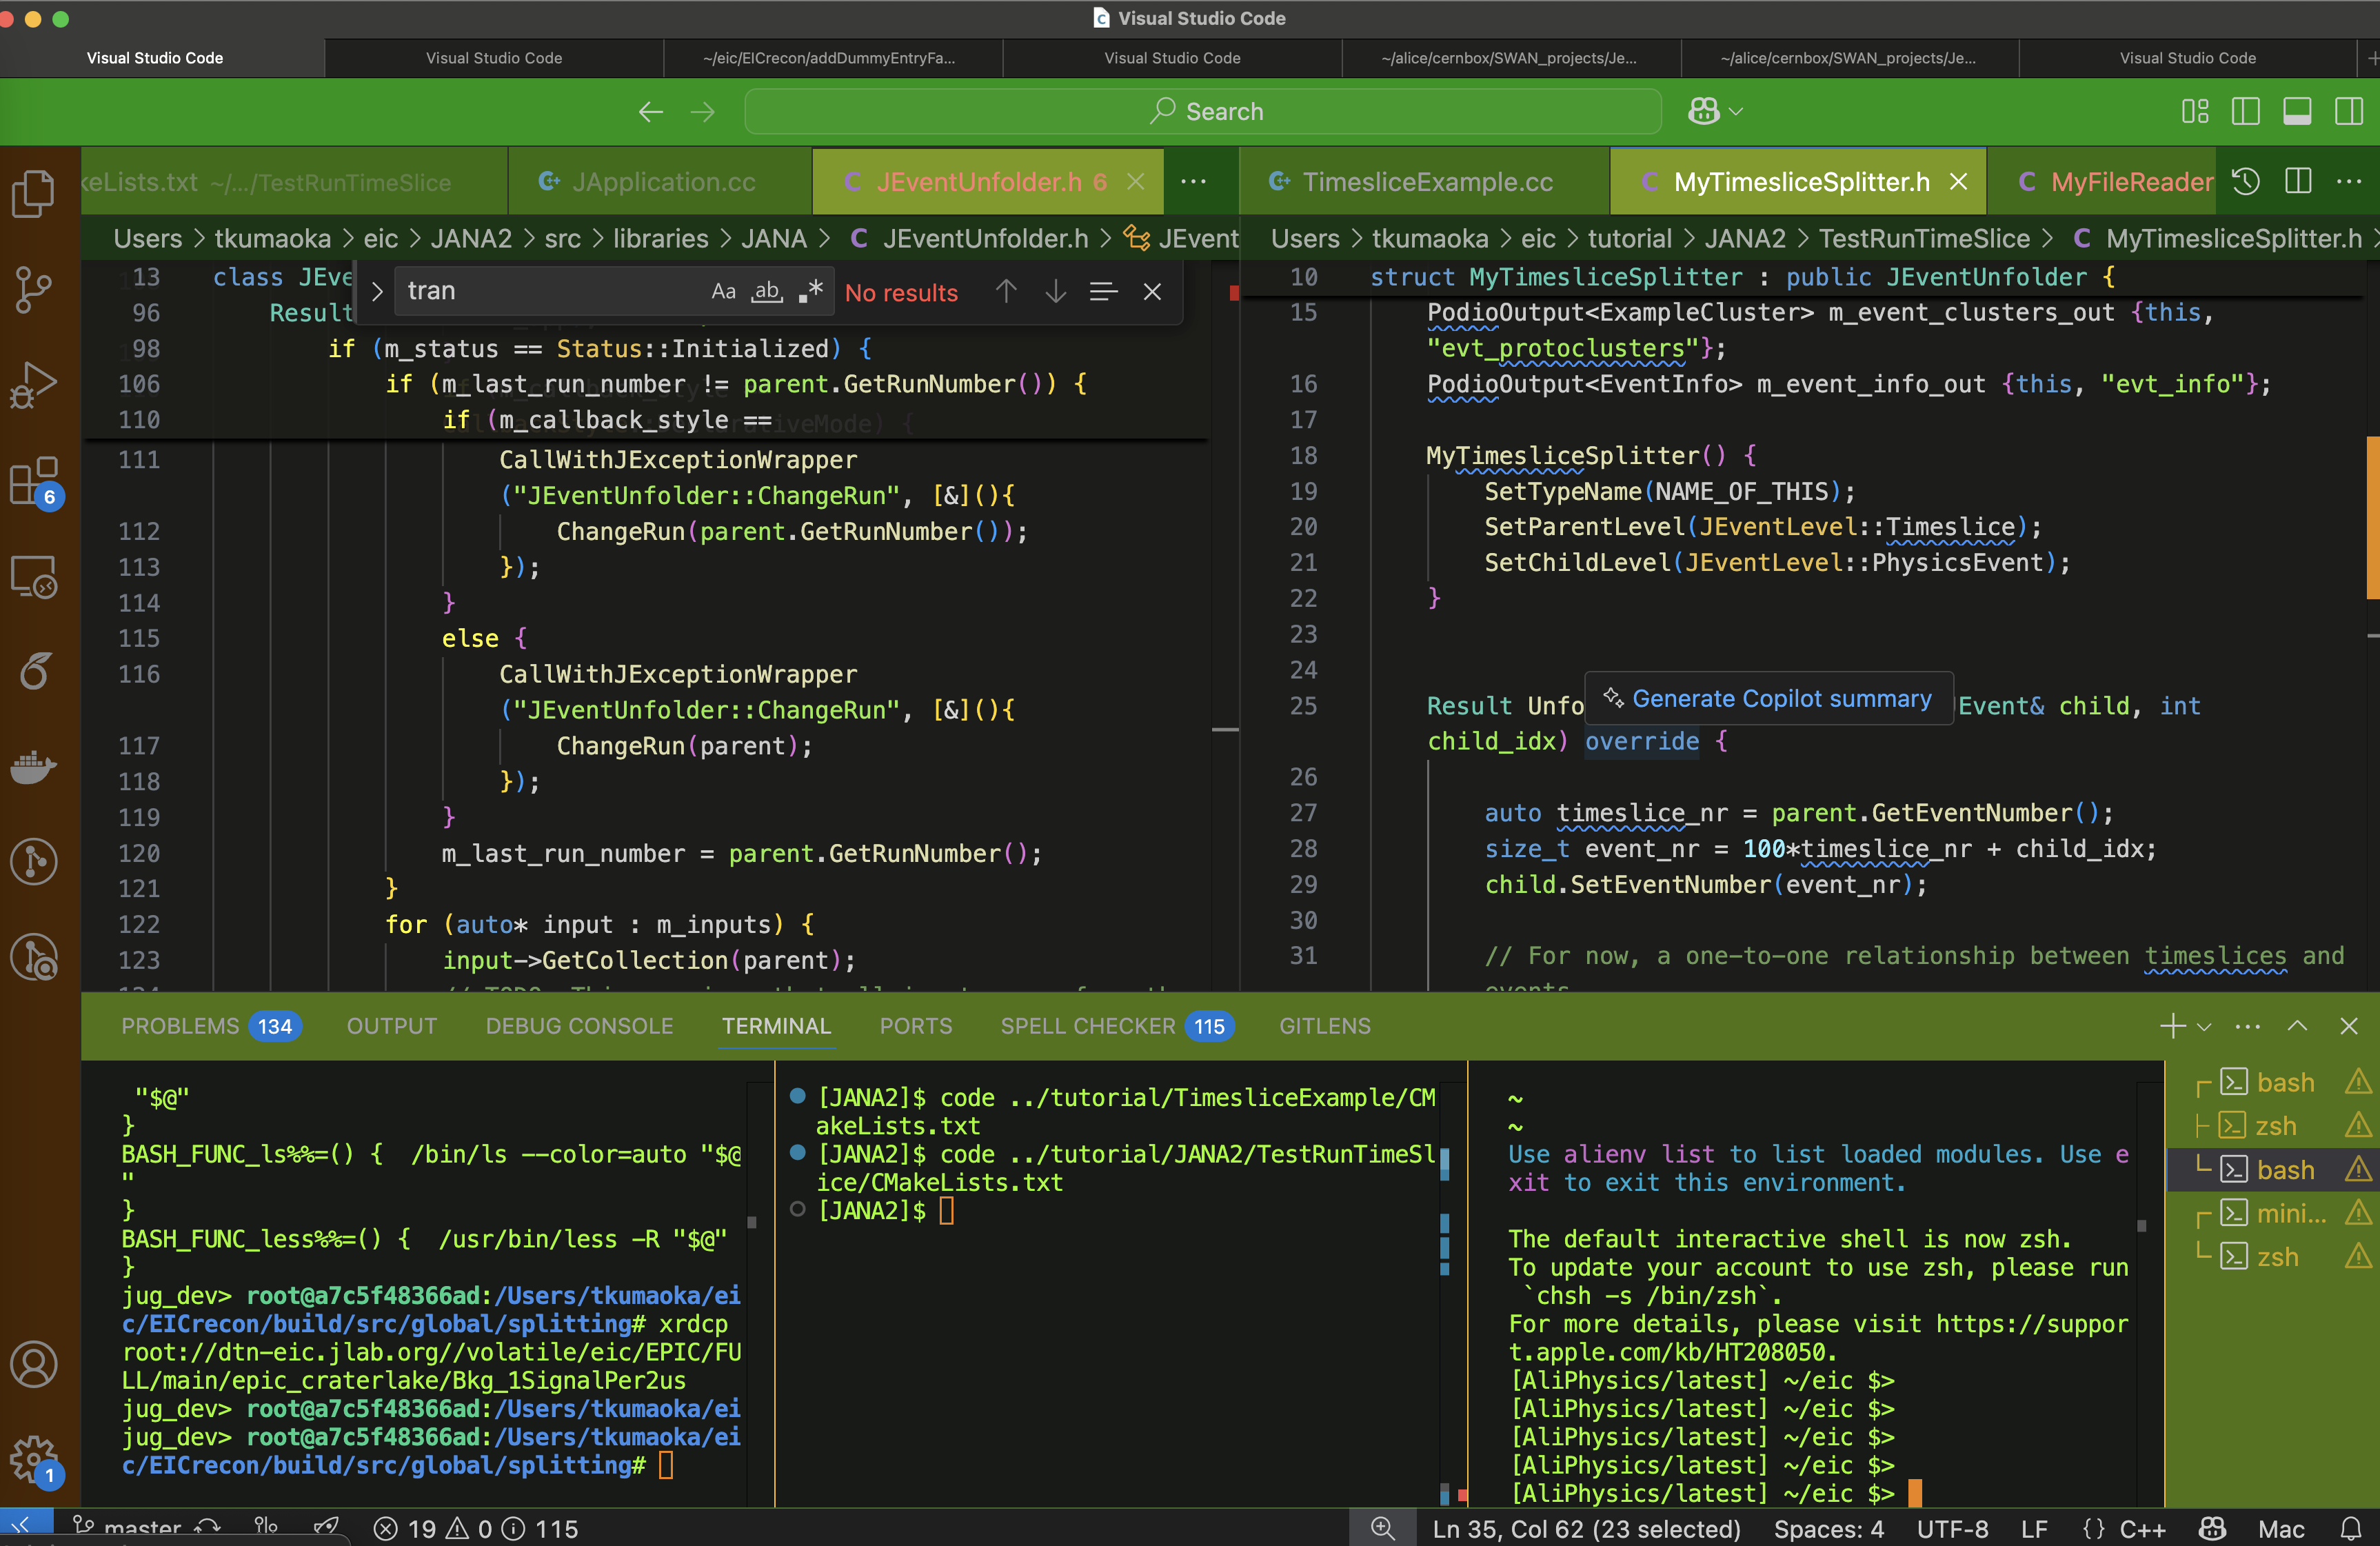 Visual Studio Code
Visual Studio Code
Visual Studio Code
~/eic/EICrecon/addDummyEntryFa...
Visual Studio Code
~/alice/cernbox/SWAN_projects/Je...
~/alice/cernbox/SWAN_projects/Je...
Visual Studio Code
Search
keLists.txt ~/.../TestRunTimeSlice
JApplication.cc
JEventUnfolder.h 6
TimesliceExample.cc
MyTimesliceSplitter.h
MyFileReader
Users > tkumaoka > eic > JANA2 > src > libraries > JANA > JEventUnfolder.h > JEvent
Users > tkumaoka > eic > tutorial > JANA2 > TestRunTimeSlice > MyTimesliceSplitter.h >
tran
Aa ab .*
No results
13 class JEve
96 Result
98 if (m_status == Status::Initialized) {
106 if (m_last_run_number != parent.GetRunNumber()) {
110 if (m_callback_style ==
111 CallWithJExceptionWrapper
("JEventUnfolder::ChangeRun", [&](){
112 ChangeRun(parent.GetRunNumber());
113 });
114 }
115 else {
116 CallWithJExceptionWrapper
("JEventUnfolder::ChangeRun", [&](){
117 ChangeRun(parent);
118 });
119 }
120 m_last_run_number = parent.GetRunNumber();
121 }
122 for (auto* input : m_inputs) {
123 input->GetCollection(parent);
10 struct MyTimesliceSplitter : public JEventUnfolder {
15 PodioOutput<ExampleCluster> m_event_clusters_out {this,
"evt_protoclusters"};
16 PodioOutput<EventInfo> m_event_info_out {this, "evt_info"};
17
18 MyTimesliceSplitter() {
19 SetTypeName(NAME_OF_THIS);
20 SetParentLevel(JEventLevel::Timeslice);
21 SetChildLevel(JEventLevel::PhysicsEvent);
22 }
23
24
Generate Copilot summary
25 Result Unfo Event& child, int
child_idx) override {
26
27 auto timeslice_nr = parent.GetEventNumber();
28 size_t event_nr = 100*timeslice_nr + child_idx;
29 child.SetEventNumber(event_nr);
30
31 // For now, a one-to-one relationship between timeslices and
events
6
1
PROBLEMS 134 OUTPUT DEBUG CONSOLE TERMINAL PORTS SPELL CHECKER 115 GITLENS
"$@"
}
BASH_FUNC_ls%%=() {  /bin/ls --color=auto "$@
"
}
BASH_FUNC_less%%=() {  /usr/bin/less -R "$@"
}
jug_dev> root@a7c5f48366ad:/Users/tkumaoka/ei
c/EICrecon/build/src/global/splitting# xrdcp
root://dtn-eic.jlab.org//volatile/eic/EPIC/FU
LL/main/epic_craterlake/Bkg_1SignalPer2us
jug_dev> root@a7c5f48366ad:/Users/tkumaoka/ei
jug_dev> root@a7c5f48366ad:/Users/tkumaoka/ei
c/EICrecon/build/src/global/splitting#
[JANA2]$ code ../tutorial/TimesliceExample/CM
akeLists.txt
[JANA2]$ code ../tutorial/JANA2/TestRunTimeSl
ice/CMakeLists.txt
[JANA2]$
~
~
Use alienv list to list loaded modules. Use e
xit to exit this environment.
The default interactive shell is now zsh.
To update your account to use zsh, please run
`chsh -s /bin/zsh`.
For more details, please visit https://suppor
t.apple.com/kb/HT208050.
[AliPhysics/latest] ~/eic $>
[AliPhysics/latest] ~/eic $>
[AliPhysics/latest] ~/eic $>
[AliPhysics/latest] ~/eic $>
[AliPhysics/latest] ~/eic $>
bash
zsh
bash
mini...
zsh
master
19 0 115
Ln 35, Col 62 (23 selected) Spaces: 4 UTF-8 LF {} C++ Mac